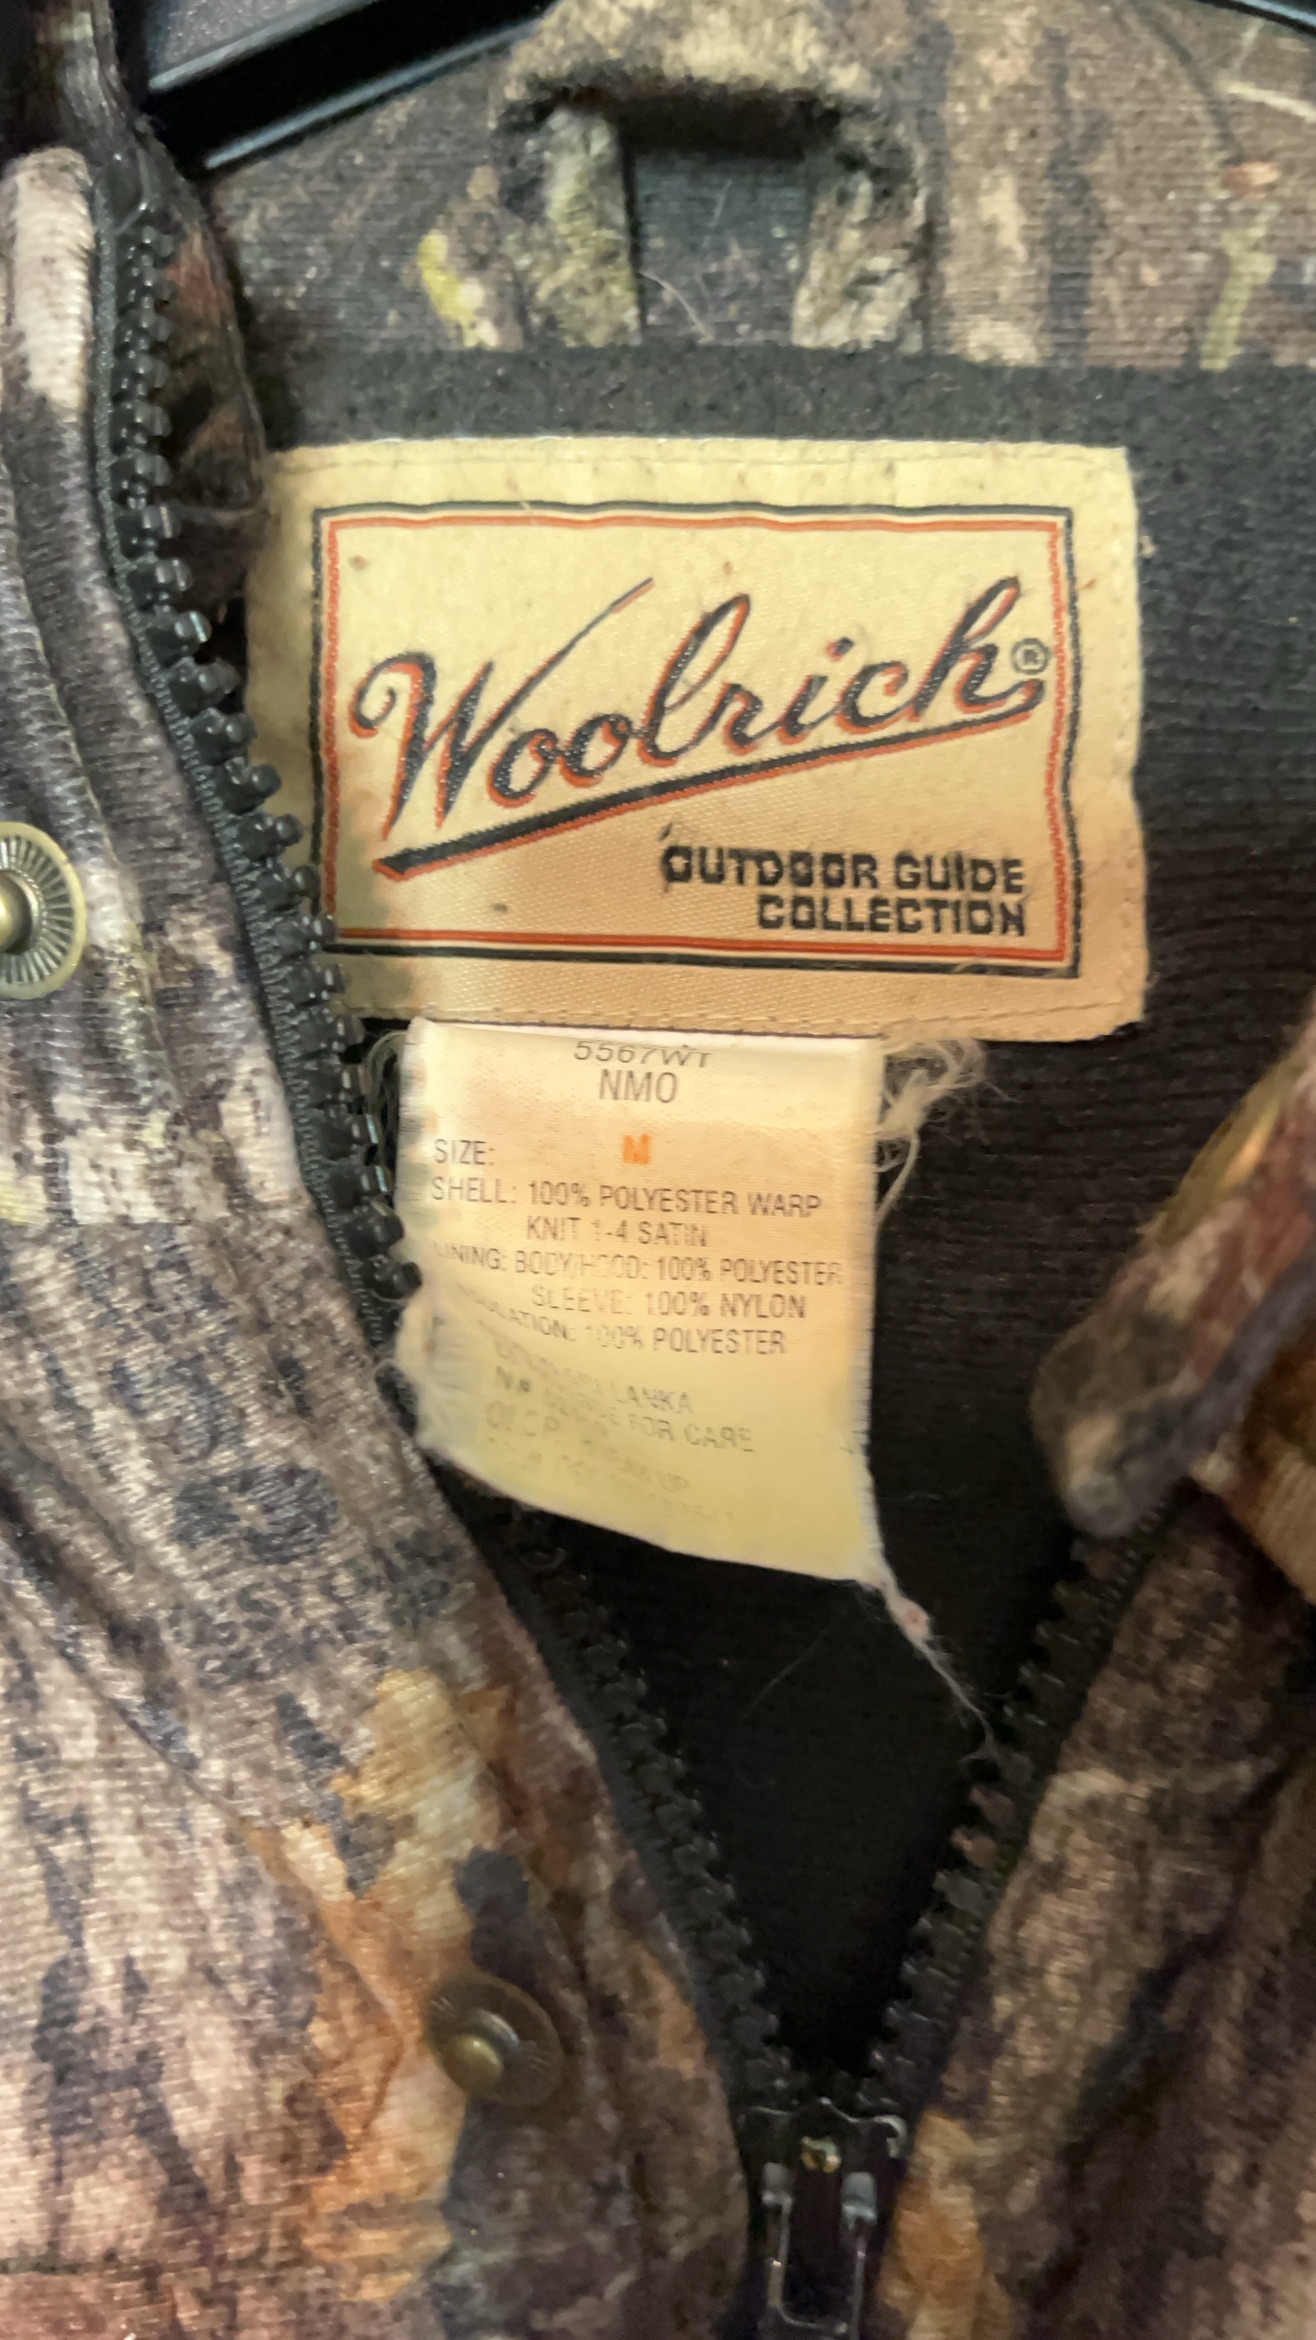 Woolrich®
OUTDOOR GUIDE
COLLECTION
5567WT
NMO
SIZE: M
SHELL: 100% POLYESTER WARP
KNIT 1-4 SATIN
LINING: BODY/HOOD: 100% POLYESTER
SLEEVE: 100% NYLON
INSULATION: 100% POLYESTER
LANKA
FOR CARE